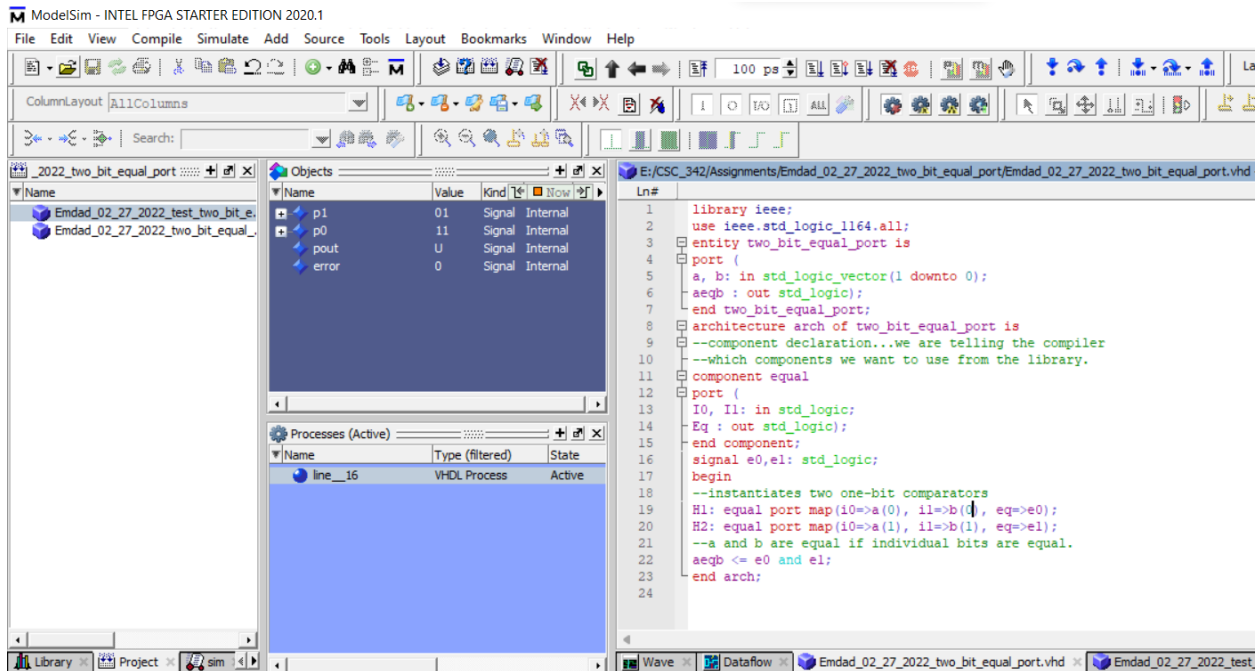 ModelSim - INTEL FPGA STARTER EDITION 2020.1
File Edit View Compile Simulate Add Source Tools Layout Bookmarks Window Help
100 ps
La
ColumnLayout AllColumns
ALL
Search:
_2022_two_bit_equal_port
Name
Emdad_02_27_2022_test_two_bit_e.
Emdad_02_27_2022_two_bit_equal_.
Library Project sim
Objects
Name Value Kind Now
p1 01 Signal Internal
p0 11 Signal Internal
pout U Signal Internal
error 0 Signal Internal
Processes (Active)
Name Type (filtered) State
line__16 VHDL Process Active
E:/CSC_342/Assignments/Emdad_02_27_2022_two_bit_equal_port/Emdad_02_27_2022_two_bit_equal_port.vhd
Ln#
1 library ieee;
2 use ieee.std_logic_1164.all;
3 entity two_bit_equal_port is
4 port (
5 a, b: in std_logic_vector(1 downto 0);
6 aeqb : out std_logic);
7 end two_bit_equal_port;
8 architecture arch of two_bit_equal_port is
9 --component declaration...we are telling the compiler
10 --which components we want to use from the library.
11 component equal
12 port (
13 I0, I1: in std_logic;
14 Eq : out std_logic);
15 end component;
16 signal e0,e1: std_logic;
17 begin
18 --instantiates two one-bit comparators
19 H1: equal port map(i0=>a(0), i1=>b(0), eq=>e0);
20 H2: equal port map(i0=>a(1), i1=>b(1), eq=>e1);
21 --a and b are equal if individual bits are equal.
22 aeqb <= e0 and e1;
23 end arch;
24
Wave Dataflow Emdad_02_27_2022_two_bit_equal_port.vhd Emdad_02_27_2022_test